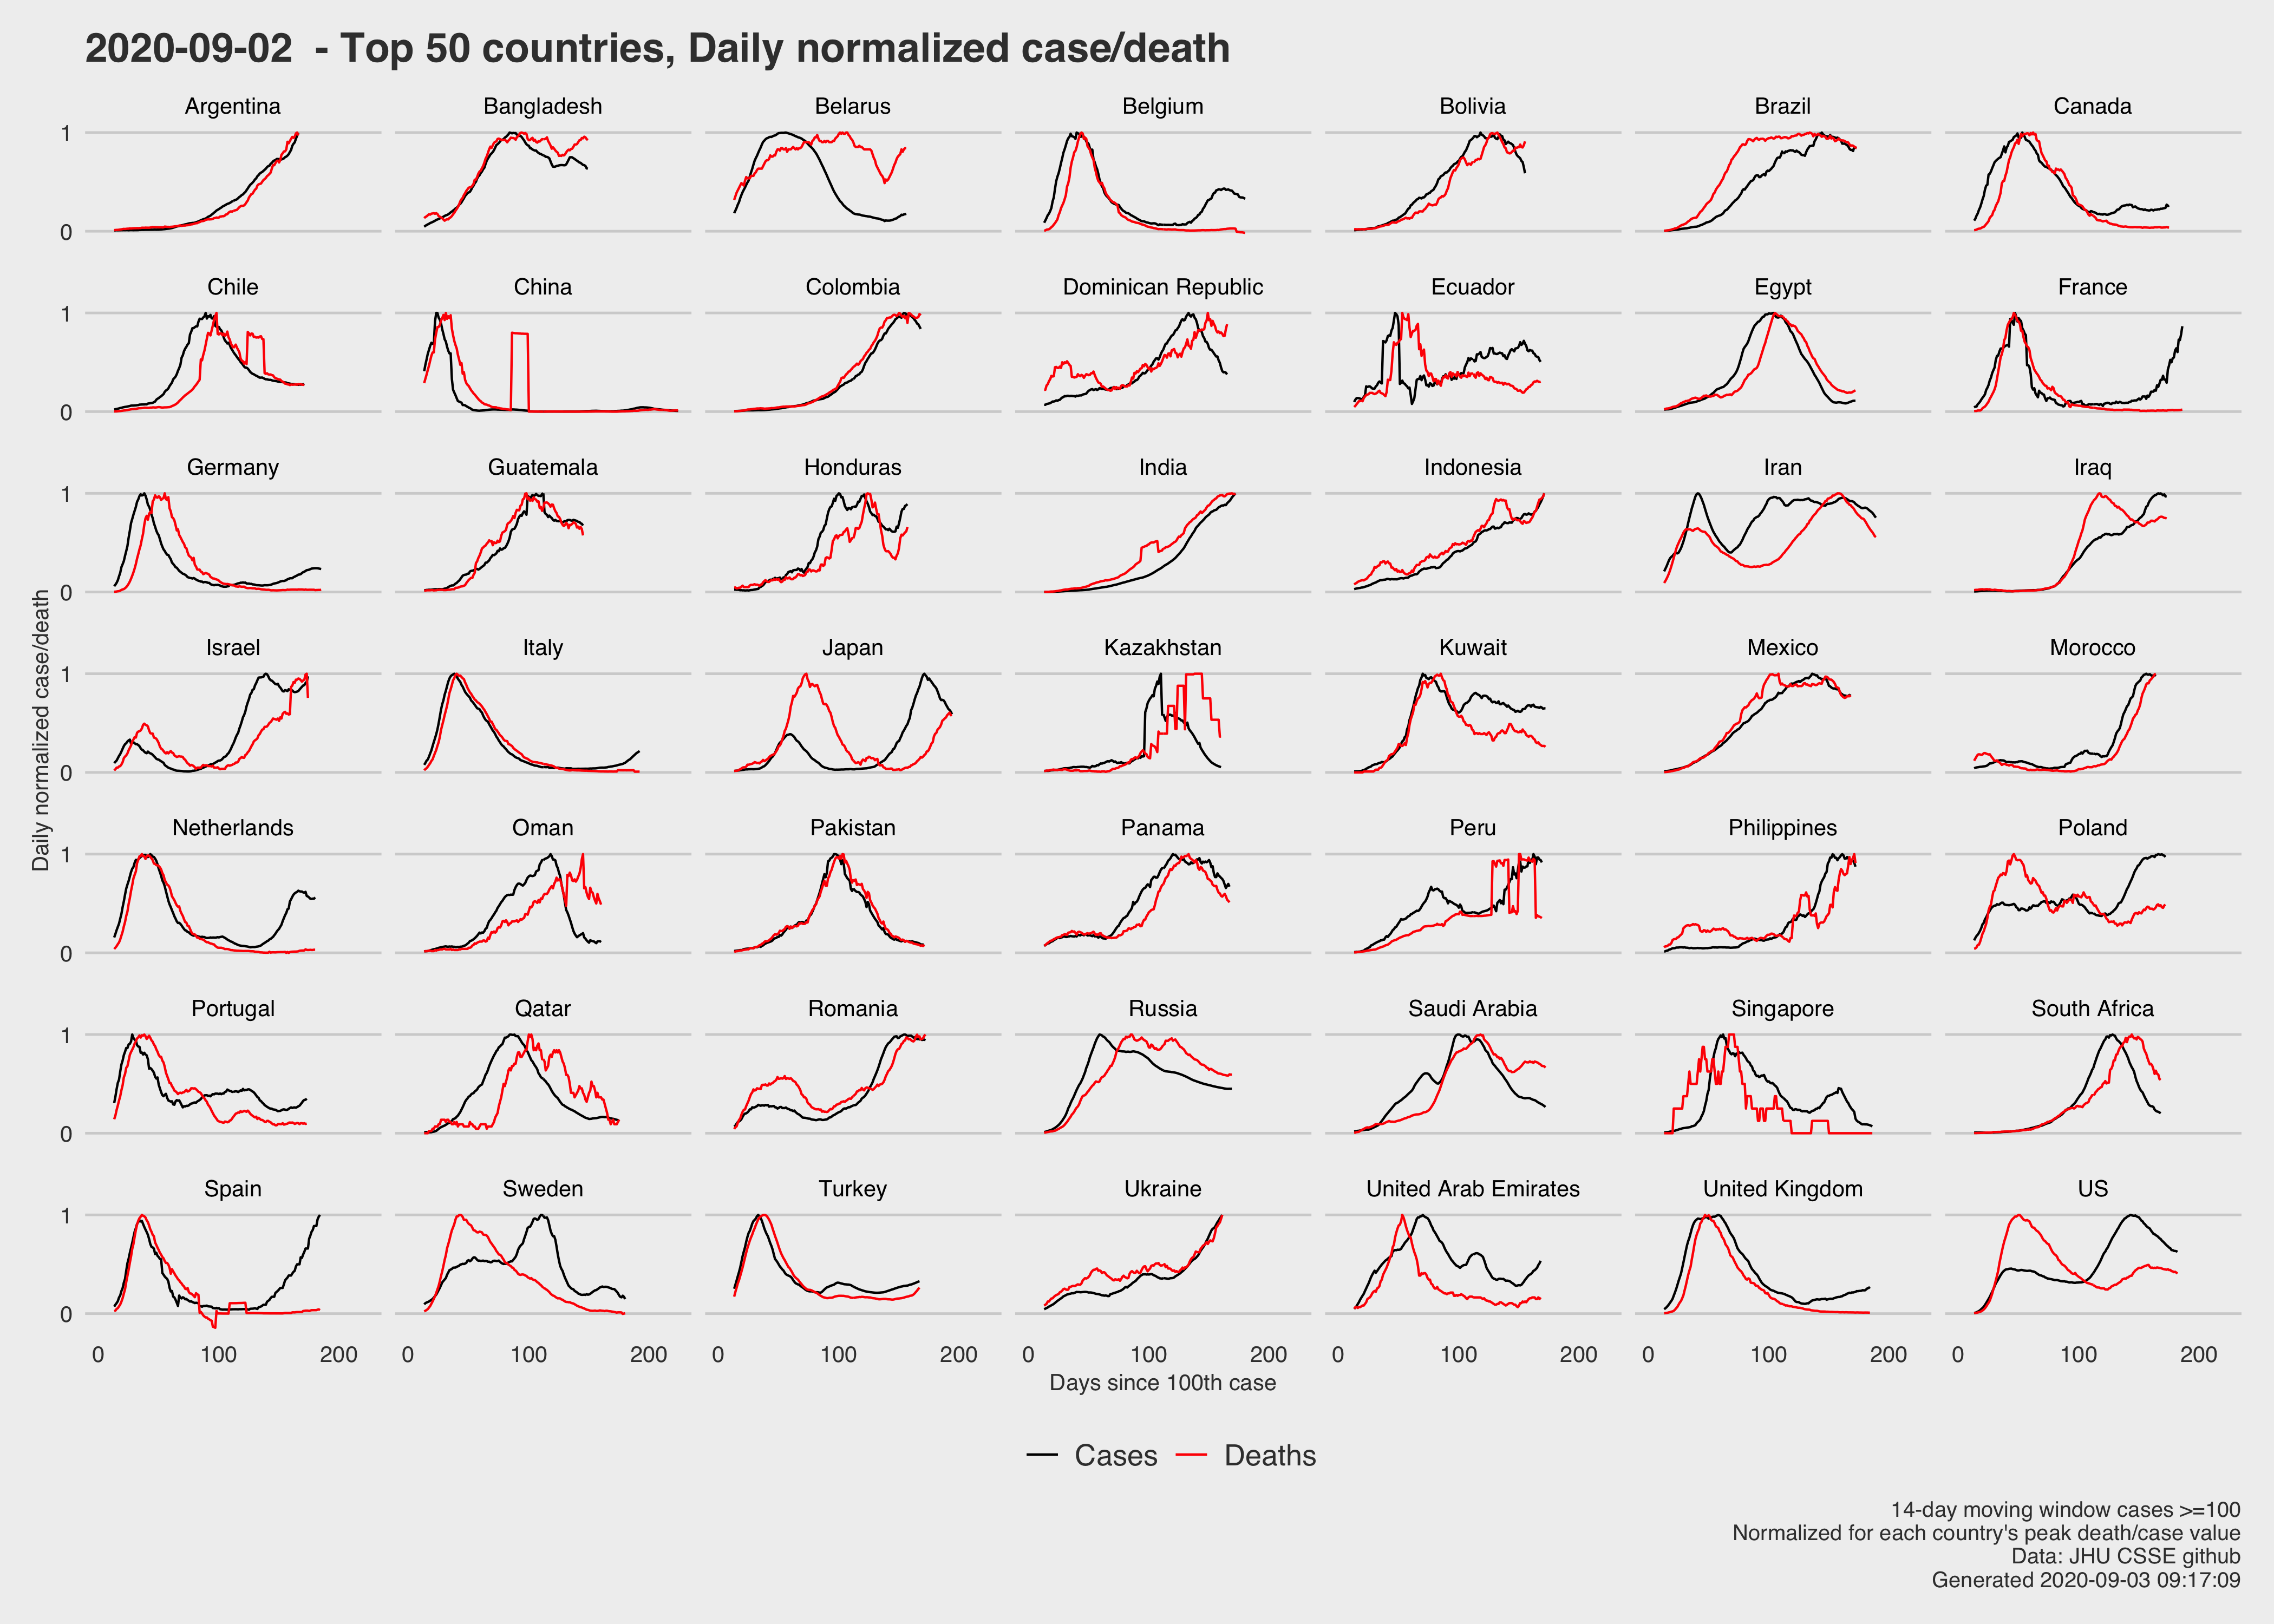 2020-09-02 - Top 50 countries, Daily normalized case/death
Argentina Bangladesh Belarus Belgium Bolivia Brazil Canada
1
0
Chile China Colombia Dominican Republic Ecuador Egypt France
1
0
Germany Guatemala Honduras India Indonesia Iran Iraq
1
0
Israel Italy Japan Kazakhstan Kuwait Mexico Morocco
1
0
Netherlands Oman Pakistan Panama Peru Philippines Poland
1
0
Portugal Qatar Romania Russia Saudi Arabia Singapore South Africa
1
0
Spain Sweden Turkey Ukraine United Arab Emirates United Kingdom US
1
0
0 100 200 0 100 200 0 100 200 0 100 200 0 100 200 0 100 200 0 100 200
Daily normalized case/death
Days since 100th case
Cases Deaths
14-day moving window cases >=100
Normalized for each country's peak death/case value
Data: JHU CSSE github
Generated 2020-09-03 09:17:09